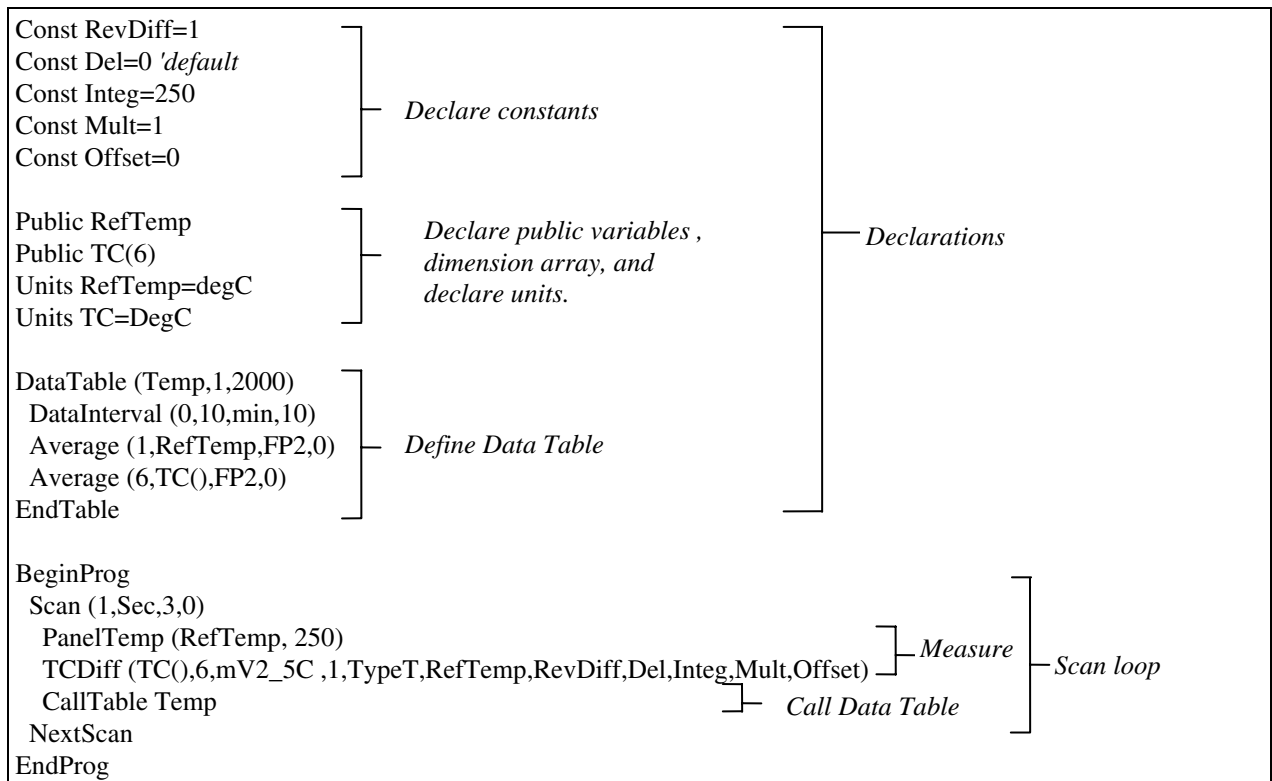 Const RevDiff=1
Const Del=0 'default
Const Integ=250
Const Mult=1
Const Offset=0
Declare constants
Public RefTemp
Public TC(6)
Units RefTemp=degC
Units TC=DegC
Declare public variables ,
dimension array, and
declare units.
DataTable (Temp,1,2000)
DataInterval (0,10,min,10)
Average (1,RefTemp,FP2,0)
Average (6,TC(),FP2,0)
EndTable
Define Data Table
Declarations
BeginProg
Scan (1,Sec,3,0)
PanelTemp (RefTemp, 250)
TCDiff (TC(),6,mV2_5C ,1,TypeT,RefTemp,RevDiff,Del,Integ,Mult,Offset)
Measure
CallTable Temp
Call Data Table
NextScan
Scan loop
EndProg